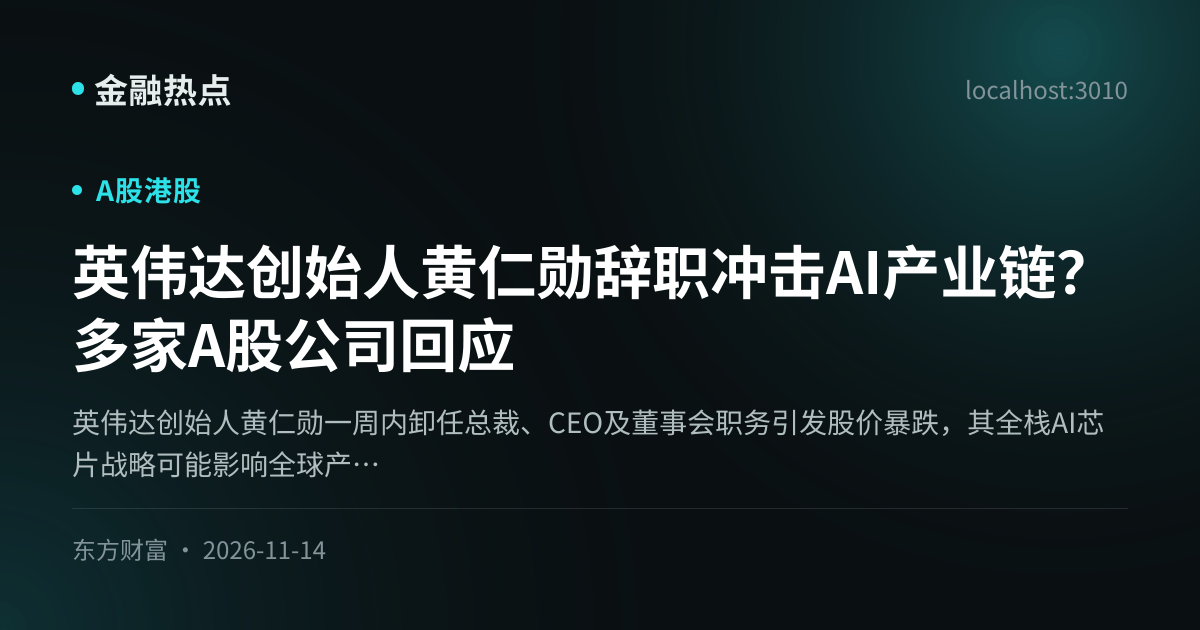 金融热点
localhost:3010
A股港股
英伟达创始人黄仁勋辞职冲击AI产业链？
多家A股公司回应
英伟达创始人黄仁勋一周内卸任总裁、CEO及董事会职务引发股价暴跌，其全栈AI芯
片战略可能影响全球产…
东方财富 • 2026-11-14